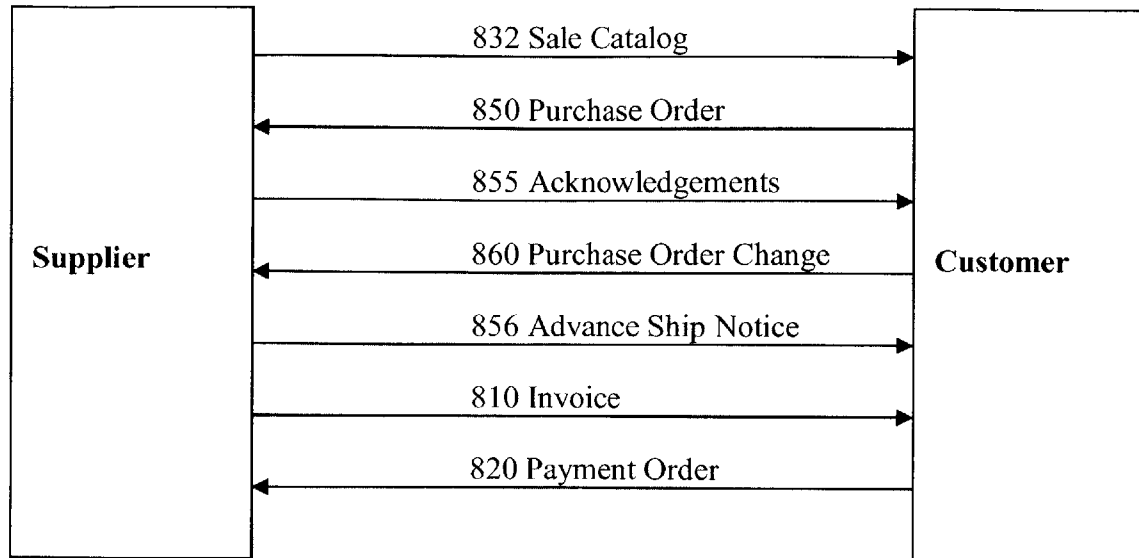 832 Sale Catalog
850 Purchase Order
855 Acknowledgements
Supplier
860 Purchase Order Change
Customer
856 Advance Ship Notice
810 Invoice
820 Payment Order